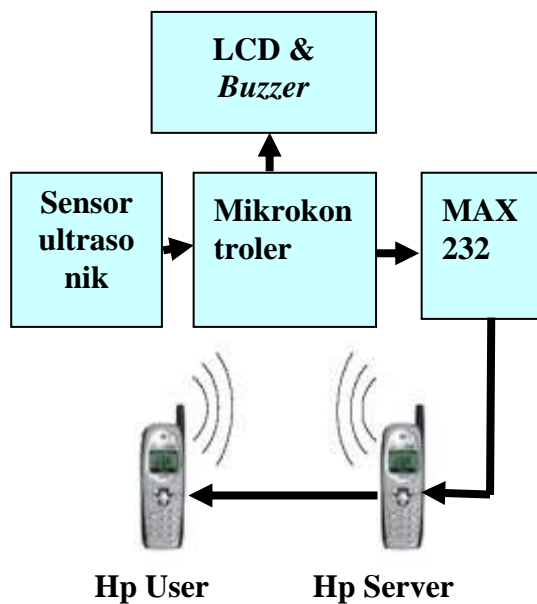 LCD &
Buzzer
Sensor
ultraso
nik
Mikrokon
troler
MAX
232
Hp User
Hp Server